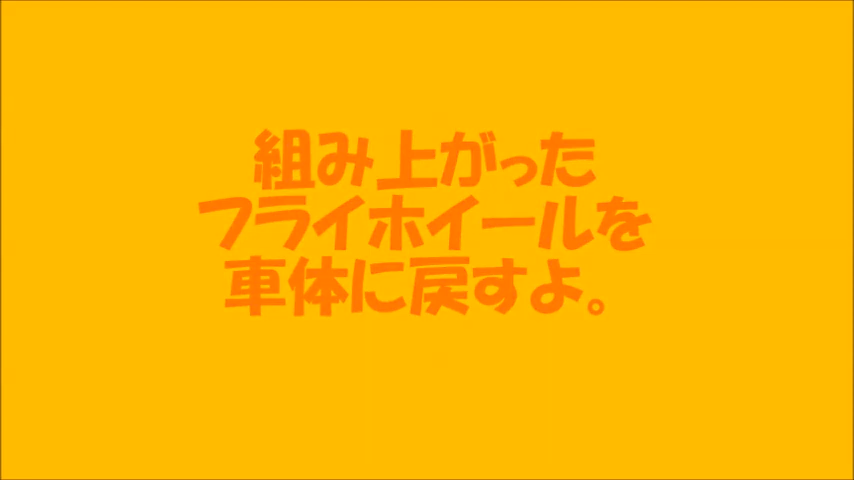 組み上がった
フライホイールを
車体に戻すよ。